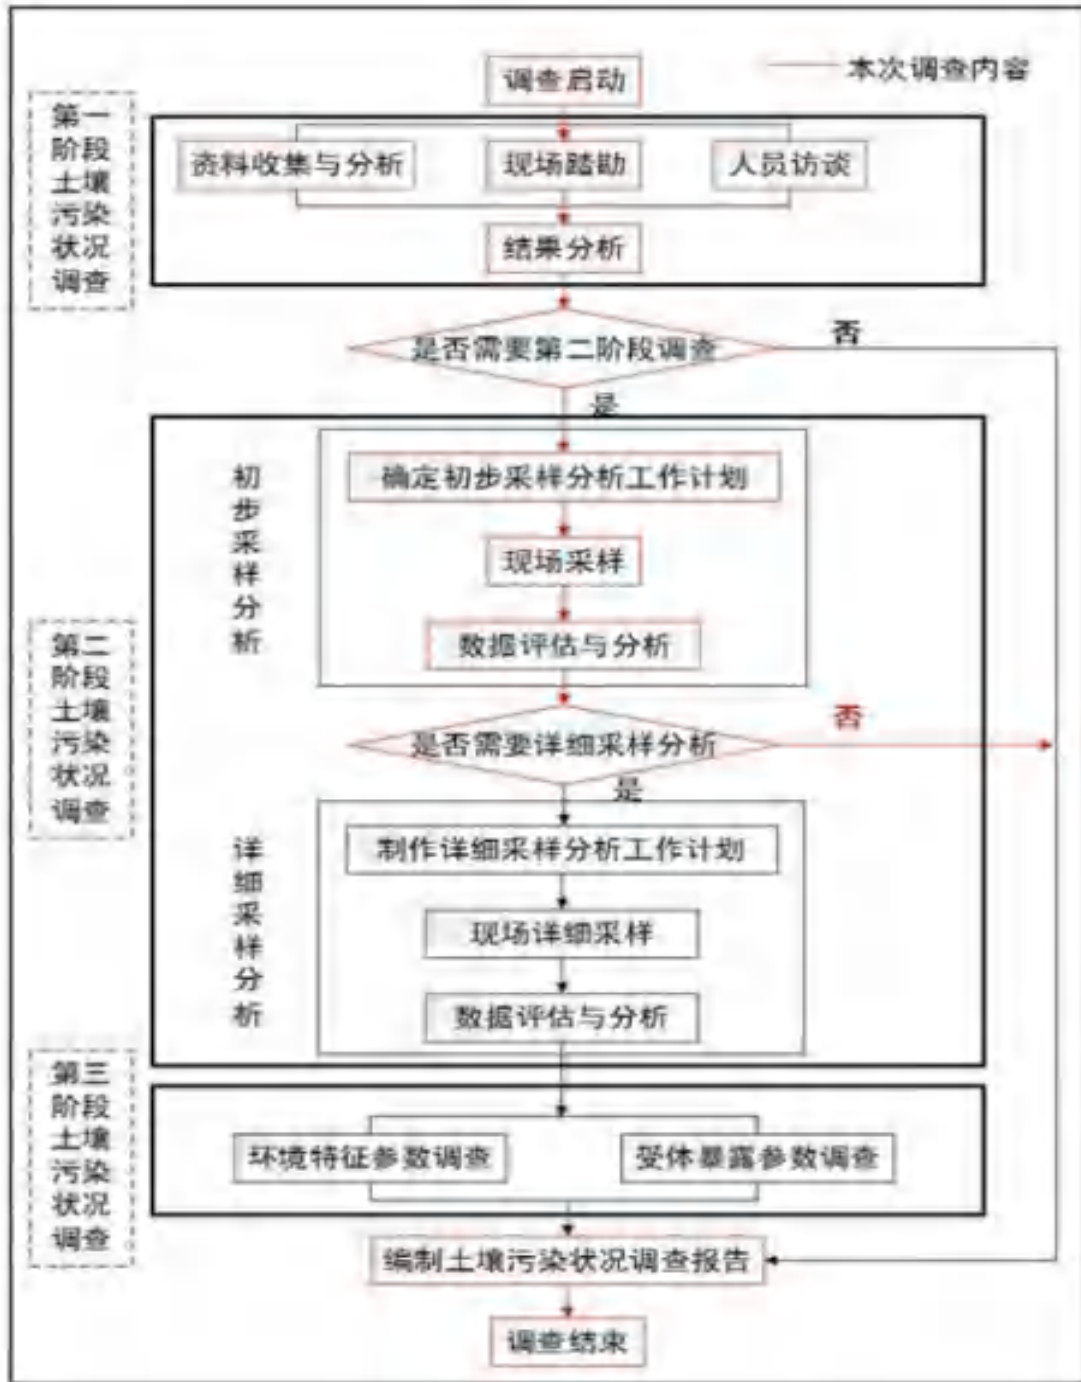 调查启动
本次调查内容
第一
阶段
土壤
污染
状况
调查
资料收集与分析
现场踏勘
人员访谈
结果分析
是否需要第二阶段调查
否
是
初
步
采
样
分
析
确定初步采样分析工作计划
现场采样
数据评估与分析
第二
阶段
土壤
污染
状况
调查
是否需要详细采样分析
否
是
详
细
采
样
分
析
制作详细采样分析工作计划
现场详细采样
数据评估与分析
第三
阶段
土壤
污染
状况
调查
环境特征参数调查
受体暴露参数调查
编制土壤污染状况调查报告
调查结束